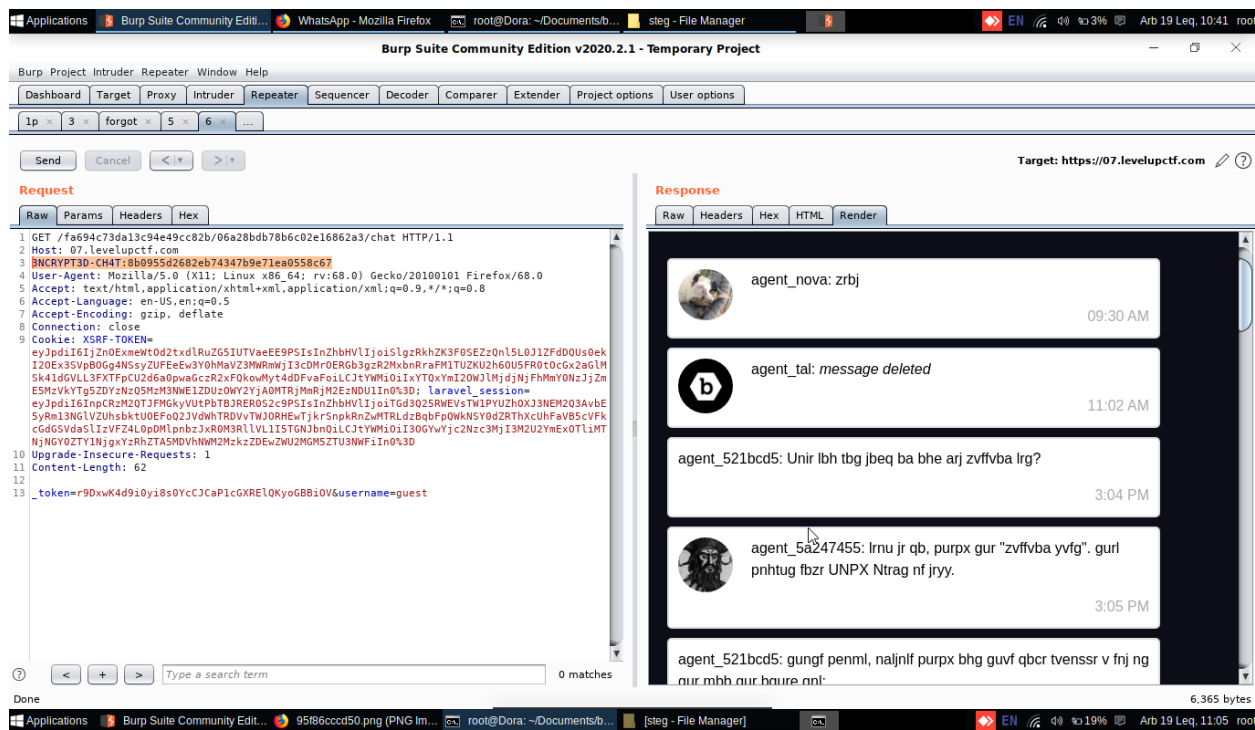 Applications Burp Suite Community Editi... WhatsApp - Mozilla Firefox root@Dora: ~/Documents/b... steg - File Manager EN 3% Arb 19 Leq, 10:41 root
Burp Suite Community Edition v2020.2.1 - Temporary Project
Burp Project Intruder Repeater Window Help
Dashboard Target Proxy Intruder Repeater Sequencer Decoder Comparer Extender Project options User options
1p × 3 × forgot × 5 × 6 × ...
Send Cancel < > Target: https://07.levelupctf.com
Request
Raw Params Headers Hex
1 GET /fa694c73da13c94e49cc82b/06a28bdb78b6c02e16862a3/chat HTTP/1.1
2 Host: 07.levelupctf.com
3 3NCRYPT3D-CH4T:8b0955d2682eb74347b9e71ea0558c67
4 User-Agent: Mozilla/5.0 (X11; Linux x86_64; rv:68.0) Gecko/20100101 Firefox/68.0
5 Accept: text/html,application/xhtml+xml,application/xml;q=0.9,*/*;q=0.8
6 Accept-Language: en-US,en;q=0.5
7 Accept-Encoding: gzip, deflate
8 Connection: close
9 Cookie: XSRF-TOKEN=
10 Upgrade-Insecure-Requests: 1
11 Content-Length: 62
12
13 _token=r9DxwK4d9i0yi8s0YcCJCaP1cGXRElQKyoGBBiOV&username=guest
? < + > Type a search term 0 matches
Response
Raw Headers Hex HTML Render
agent_nova: zrbj
09:30 AM
agent_tal: message deleted
11:02 AM
agent_521bcd5: Unir lbh tbg jbeq ba bhe arj zvffvba lrg?
3:04 PM
agent_5a247455: lrnu jr qb, purpx gur "zvffvba yvfg". gurl
pnhtug fbzr UNPX Ntrag nf jryy.
3:05 PM
agent_521bcd5: gungf penml, naljnlf purpx bhg guvf qbcr tvenssr v fnj ng
gur mbb gur bgure qnl:
Done 6,365 bytes
Applications Burp Suite Community Edit... 95f86cccd50.png (PNG Im... root@Dora: ~/Documents/b... [steg - File Manager] EN 19% Arb 19 Leq, 11:05 root